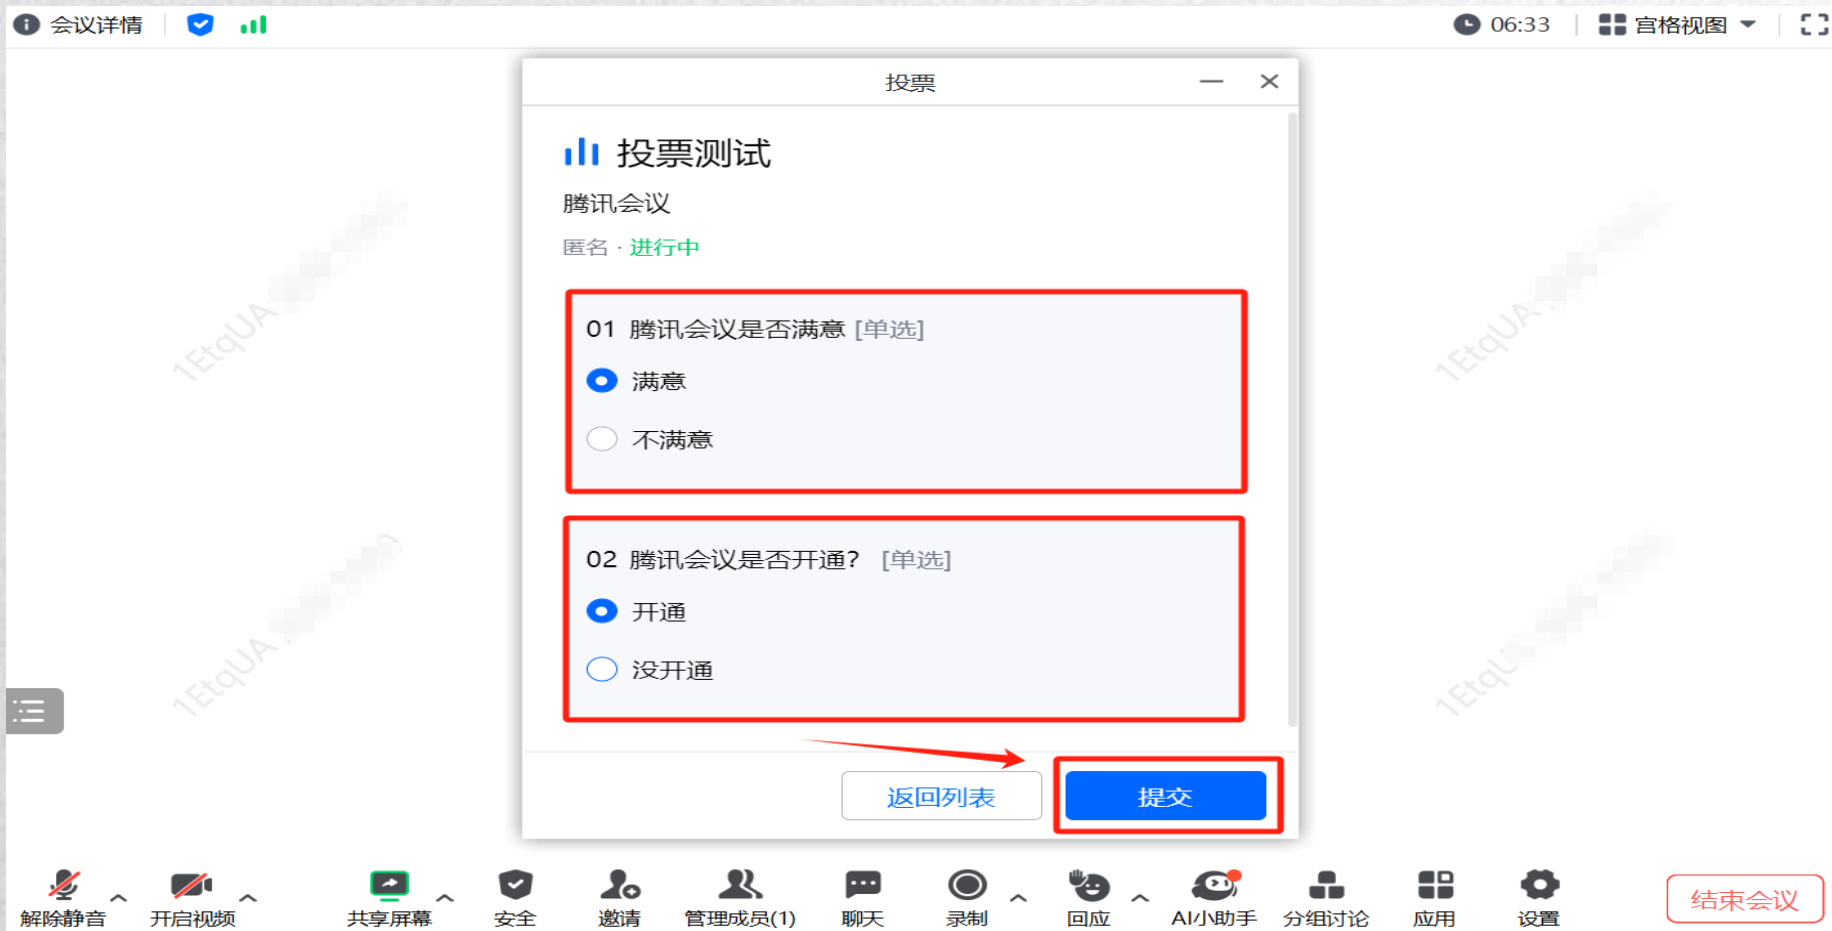 会议详情
06:33
宫格视图
投票
投票测试
腾讯会议
匿名 · 进行中
01 腾讯会议是否满意 [单选]
满意
不满意
02 腾讯会议是否开通? [单选]
开通
没开通
返回列表
提交
1EtqUA
1EtqUA
1EtqUA
解除静音
开启视频
共享屏幕
安全
邀请
管理成员(1)
聊天
录制
回应
AI小助手
分组讨论
应用
设置
结束会议